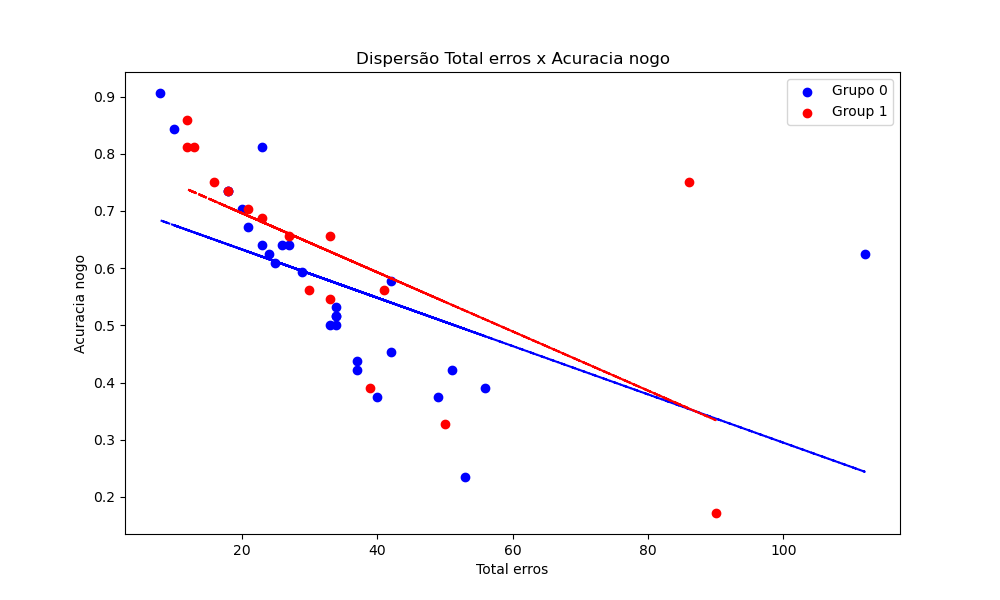 Dispersão Total erros x Acuracia nogo
Grupo 0
Group 1
Acuracia nogo
0.9
0.8
0.7
0.6
0.5
0.4
0.3
0.2
20 40 60 80 100
Total erros